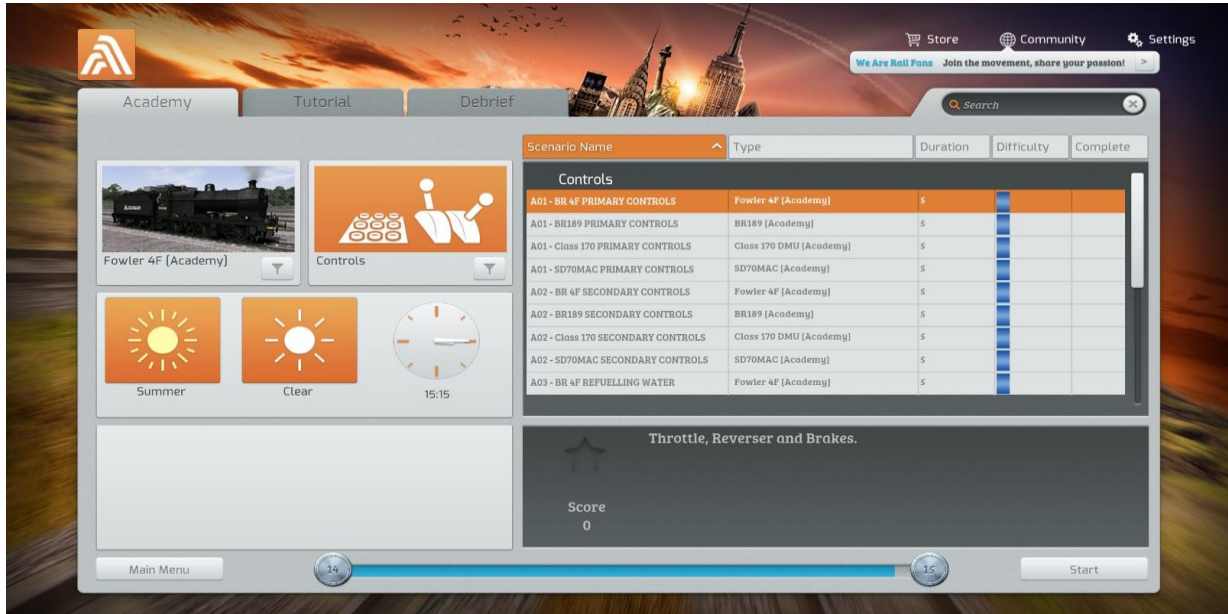 Store
Community
Settings
We Are Rail Fans Join the movement, share your passion! >
Academy
Tutorial
Debrief
Search
Scenario Name
Type
Duration
Difficulty
Complete
Controls
A01 - BR 4F PRIMARY CONTROLS Fowler 4F [Academy] 5
A01 - BR189 PRIMARY CONTROLS BR189 [Academy] 5
A01 - Class 170 PRIMARY CONTROLS Class 170 DMU [Academy] 5
A01 - SD70MAC PRIMARY CONTROLS SD70MAC [Academy] 5
A02 - BR 4F SECONDARY CONTROLS Fowler 4F [Academy] 5
A02 - BR189 SECONDARY CONTROLS BR189 [Academy] 5
A02 - Class 170 SECONDARY CONTROLS Class 170 DMU [Academy] 5
A02 - SD70MAC SECONDARY CONTROLS SD70MAC [Academy] 5
A03 - BR 4F REFUELLING WATER Fowler 4F [Academy] 5
Fowler 4F [Academy]
Controls
Summer
Clear
15:15
Throttle, Reverser and Brakes.
Score
0
Main Menu
14
15
Start